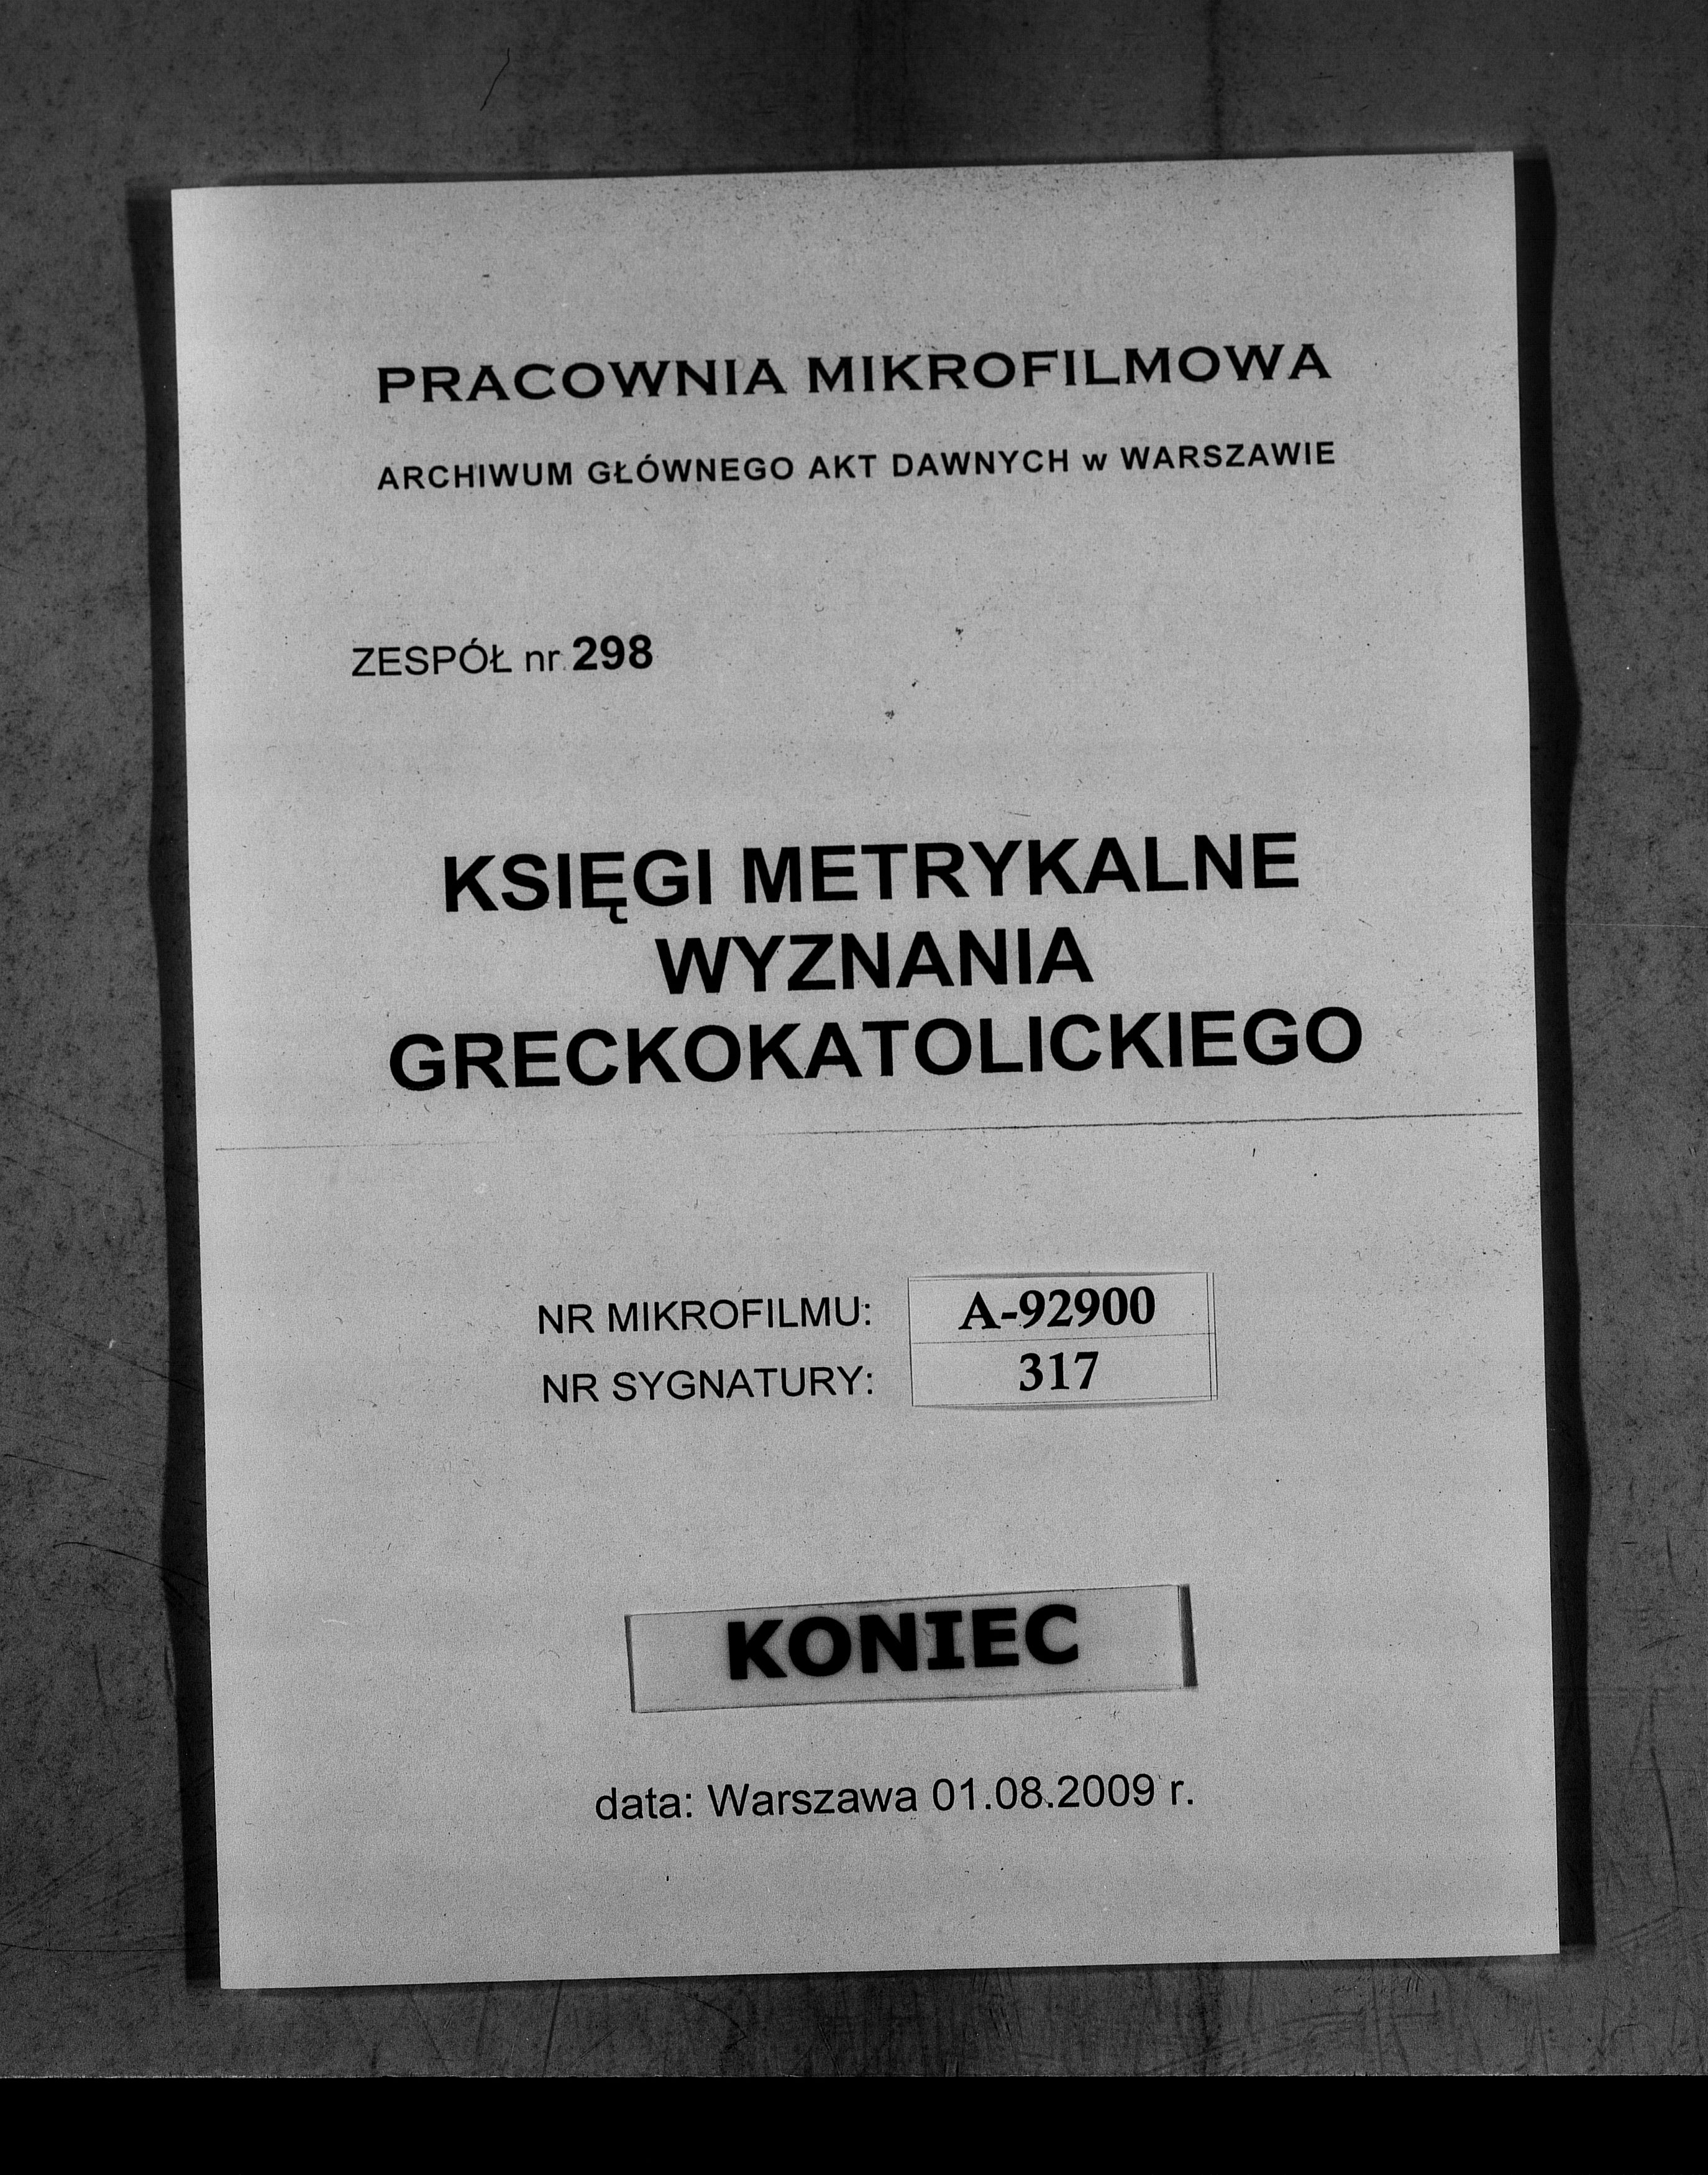 PRACOWNIA MIKROFILMOWA
ARCHIWUM GŁÓWNEGO AKT DAWNYCH w WARSZAWIE
ZESPÓŁ nr 298
KSIĘGI METRYKALNE
WYZNANIA
GRECKOKATOLICKIEGO
NR MIKROFILMU: A-92900
NR SYGNATURY: 317
KONIEC
data: Warszawa 01.08.2009 r.